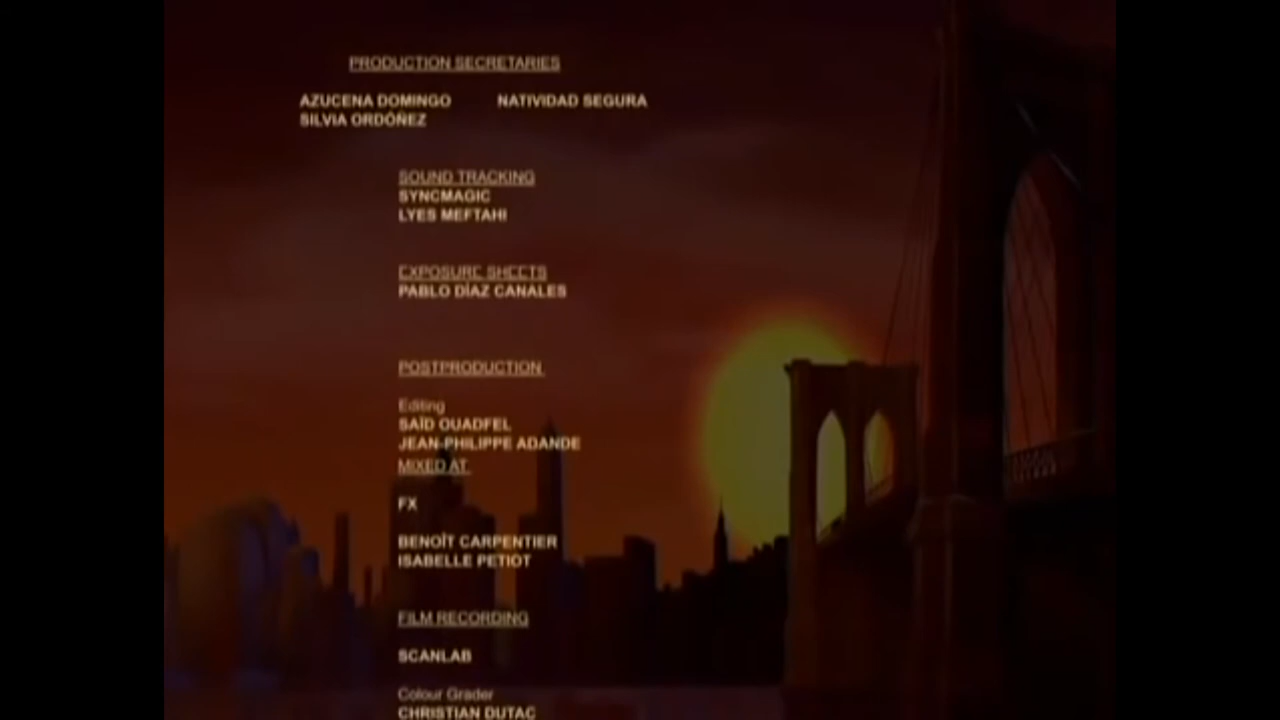 PRODUCTION SECRETARIES
AZUCENA DOMINGO NATIVIDAD SEGURA
SILVIA ORDÓÑEZ
SOUND TRACKING
SYNCMAGIC
LYES MEFTAHI
EXPOSURE SHEETS
PABLO DÍAZ CANALES
POSTPRODUCTION
Editing
SAÏD OUADFEL
JEAN-PHILIPPE ADANDE
MIXED AT
FX
BENOÎT CARPENTIER
ISABELLE PETIOT
FILM RECORDING
SCANLAB
Colour Grader
CHRISTIAN DUTAC